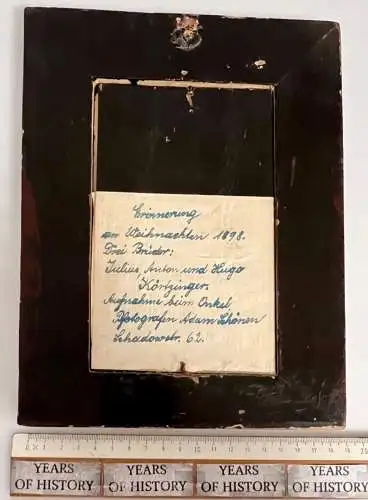 Erinnerung
an Weihnachten 1898.
Drei Brüder:
Julius, Anton und Hugo
Körtzinger.
Aufnahme beim Onkel
Photografen Adam Schönen
Schadowstr. 62.
YEARS OF HISTORY YEARS OF HISTORY YEARS OF HISTORY YEARS OF HISTORY